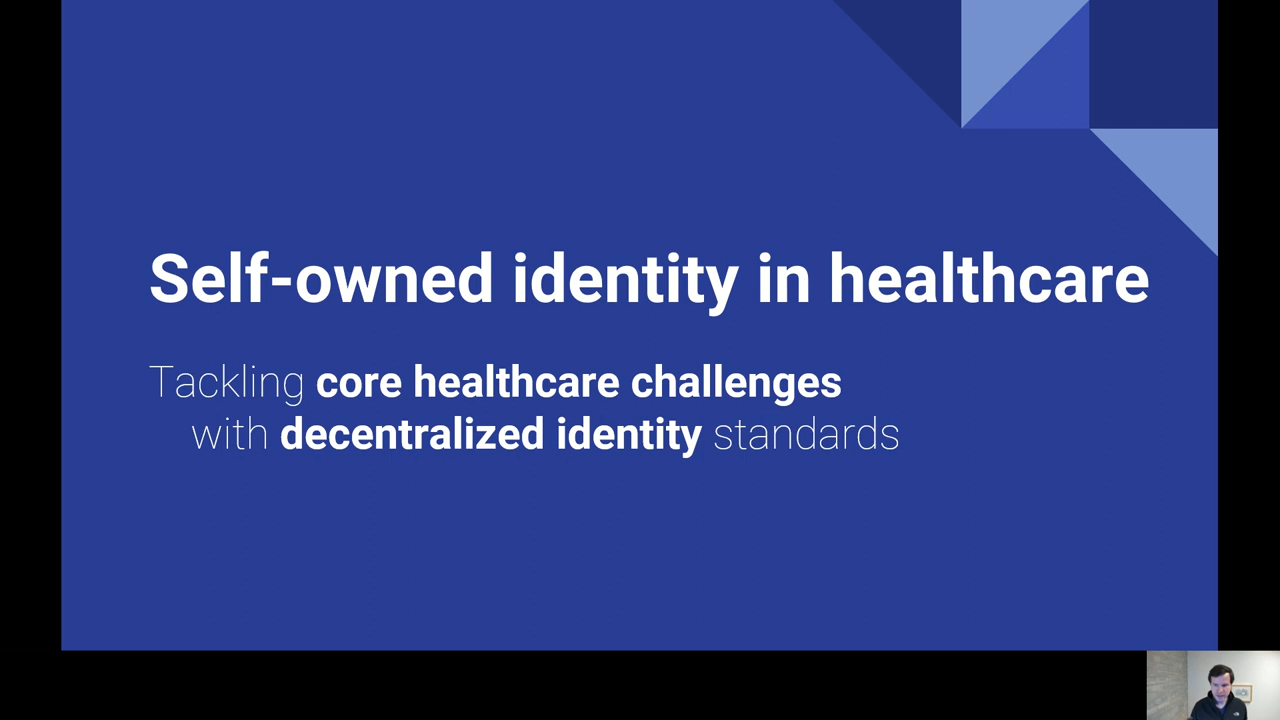 Self-owned identity in healthcare
Tackling core healthcare challenges
with decentralized identity standards